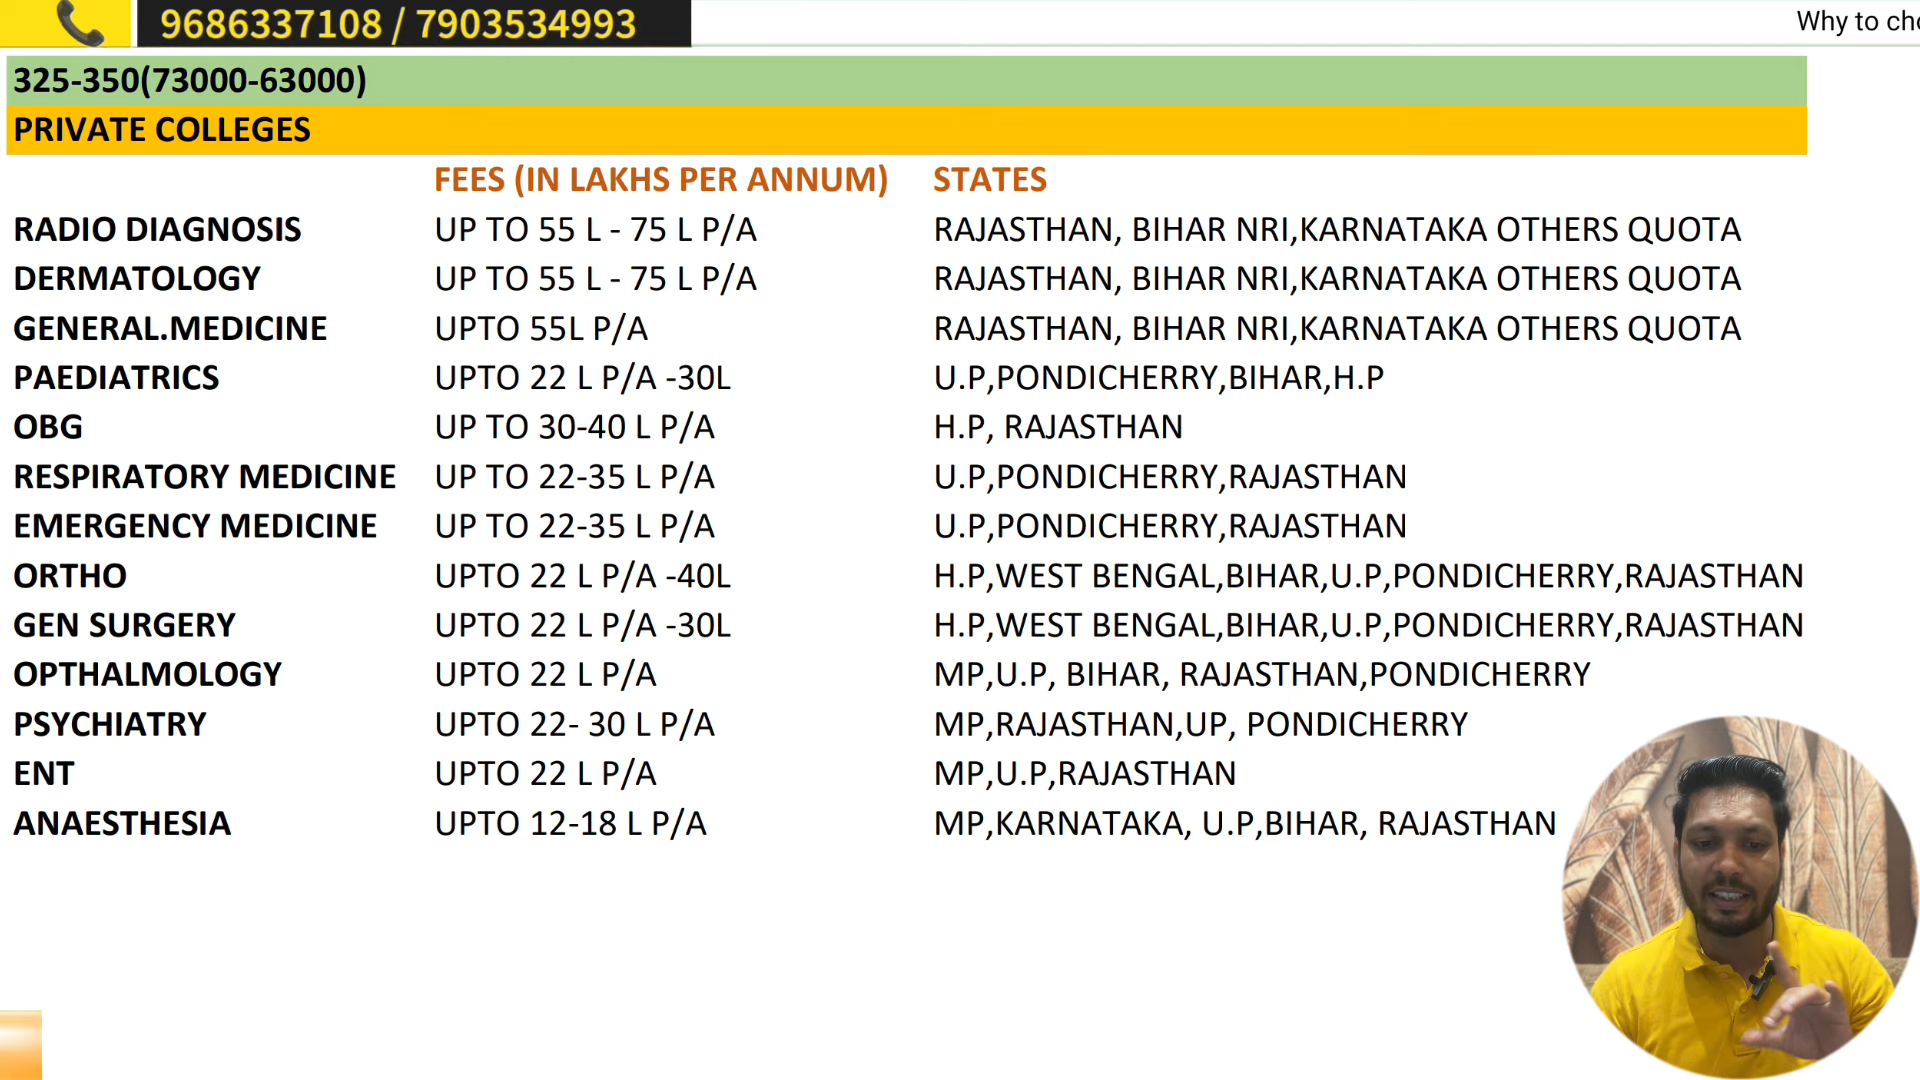 9686337108 / 7903534993
Why to cho
325-350(73000-63000)
PRIVATE COLLEGES
FEES (IN LAKHS PER ANNUM) STATES
RADIO DIAGNOSIS UP TO 55 L - 75 L P/A RAJASTHAN, BIHAR NRI,KARNATAKA OTHERS QUOTA
DERMATOLOGY UP TO 55 L - 75 L P/A RAJASTHAN, BIHAR NRI,KARNATAKA OTHERS QUOTA
GENERAL.MEDICINE UPTO 55L P/A RAJASTHAN, BIHAR NRI,KARNATAKA OTHERS QUOTA
PAEDIATRICS UPTO 22 L P/A -30L U.P,PONDICHERRY,BIHAR,H.P
OBG UP TO 30-40 L P/A H.P, RAJASTHAN
RESPIRATORY MEDICINE UP TO 22-35 L P/A U.P,PONDICHERRY,RAJASTHAN
EMERGENCY MEDICINE UP TO 22-35 L P/A U.P,PONDICHERRY,RAJASTHAN
ORTHO UPTO 22 L P/A -40L H.P,WEST BENGAL,BIHAR,U.P,PONDICHERRY,RAJASTHAN
GEN SURGERY UPTO 22 L P/A -30L H.P,WEST BENGAL,BIHAR,U.P,PONDICHERRY,RAJASTHAN
OPTHALMOLOGY UPTO 22 L P/A MP,U.P, BIHAR, RAJASTHAN,PONDICHERRY
PSYCHIATRY UPTO 22- 30 L P/A MP,RAJASTHAN,UP, PONDICHERRY
ENT UPTO 22 L P/A MP,U.P,RAJASTHAN
ANAESTHESIA UPTO 12-18 L P/A MP,KARNATAKA, U.P,BIHAR, RAJASTHAN